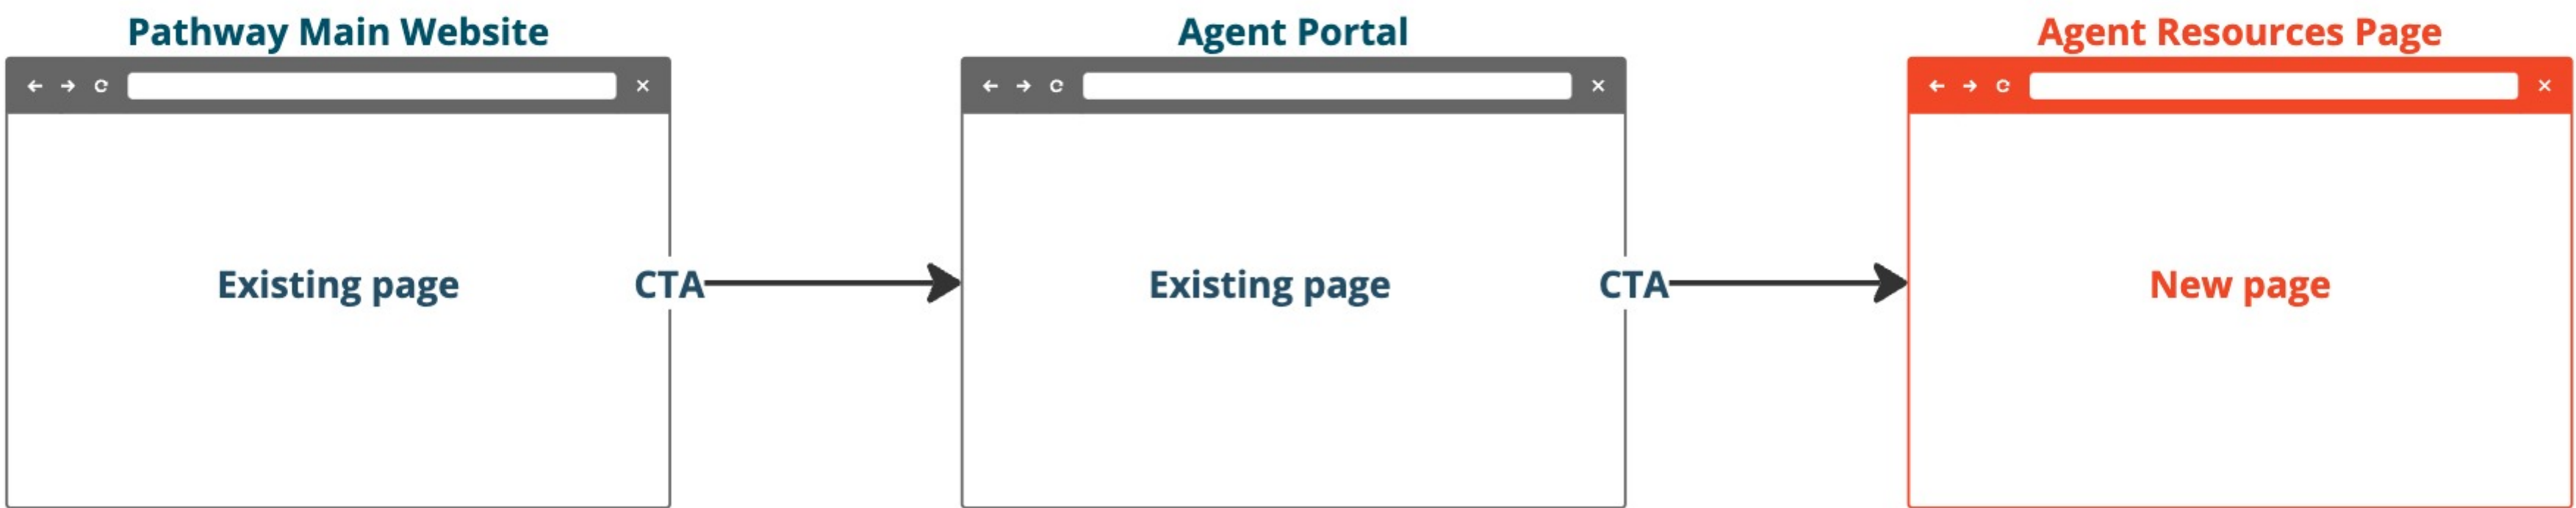 Pathway Main Website
Agent Portal
Agent Resources Page
Existing page
CTA
Existing page
CTA
New page